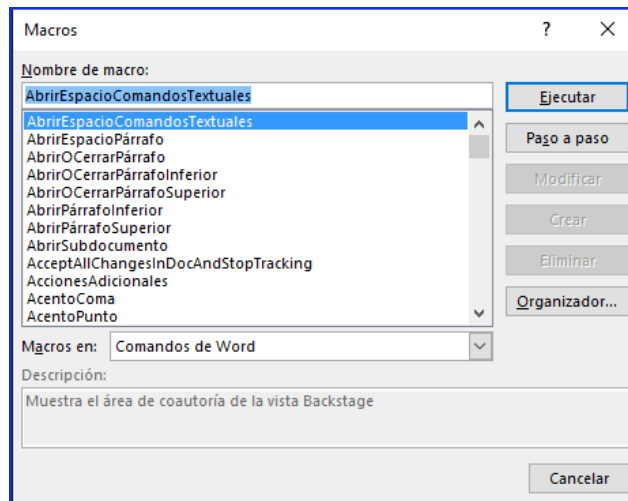 Macros
?
Nombre de macro:
AbrirEspacioComandosTextuales
AbrirEspacioComandosTextuales
AbrirEspacioPárrafo
AbrirOCerrarPárrafo
AbrirOCerrarPárrafoInferior
AbrirOCerrarPárrafoSuperior
AbrirPárrafoInferior
AbrirPárrafoSuperior
AbrirSubdocumento
AcceptAllChangesInDocAndStopTracking
AccionesAdicionales
AcentoComa
AcentoPunto
Ejecutar
Paso a paso
Modificar
Crear
Eliminar
Organizador...
Macros en: Comandos de Word
Descripción:
Muestra el área de coautoría de la vista Backstage
Cancelar